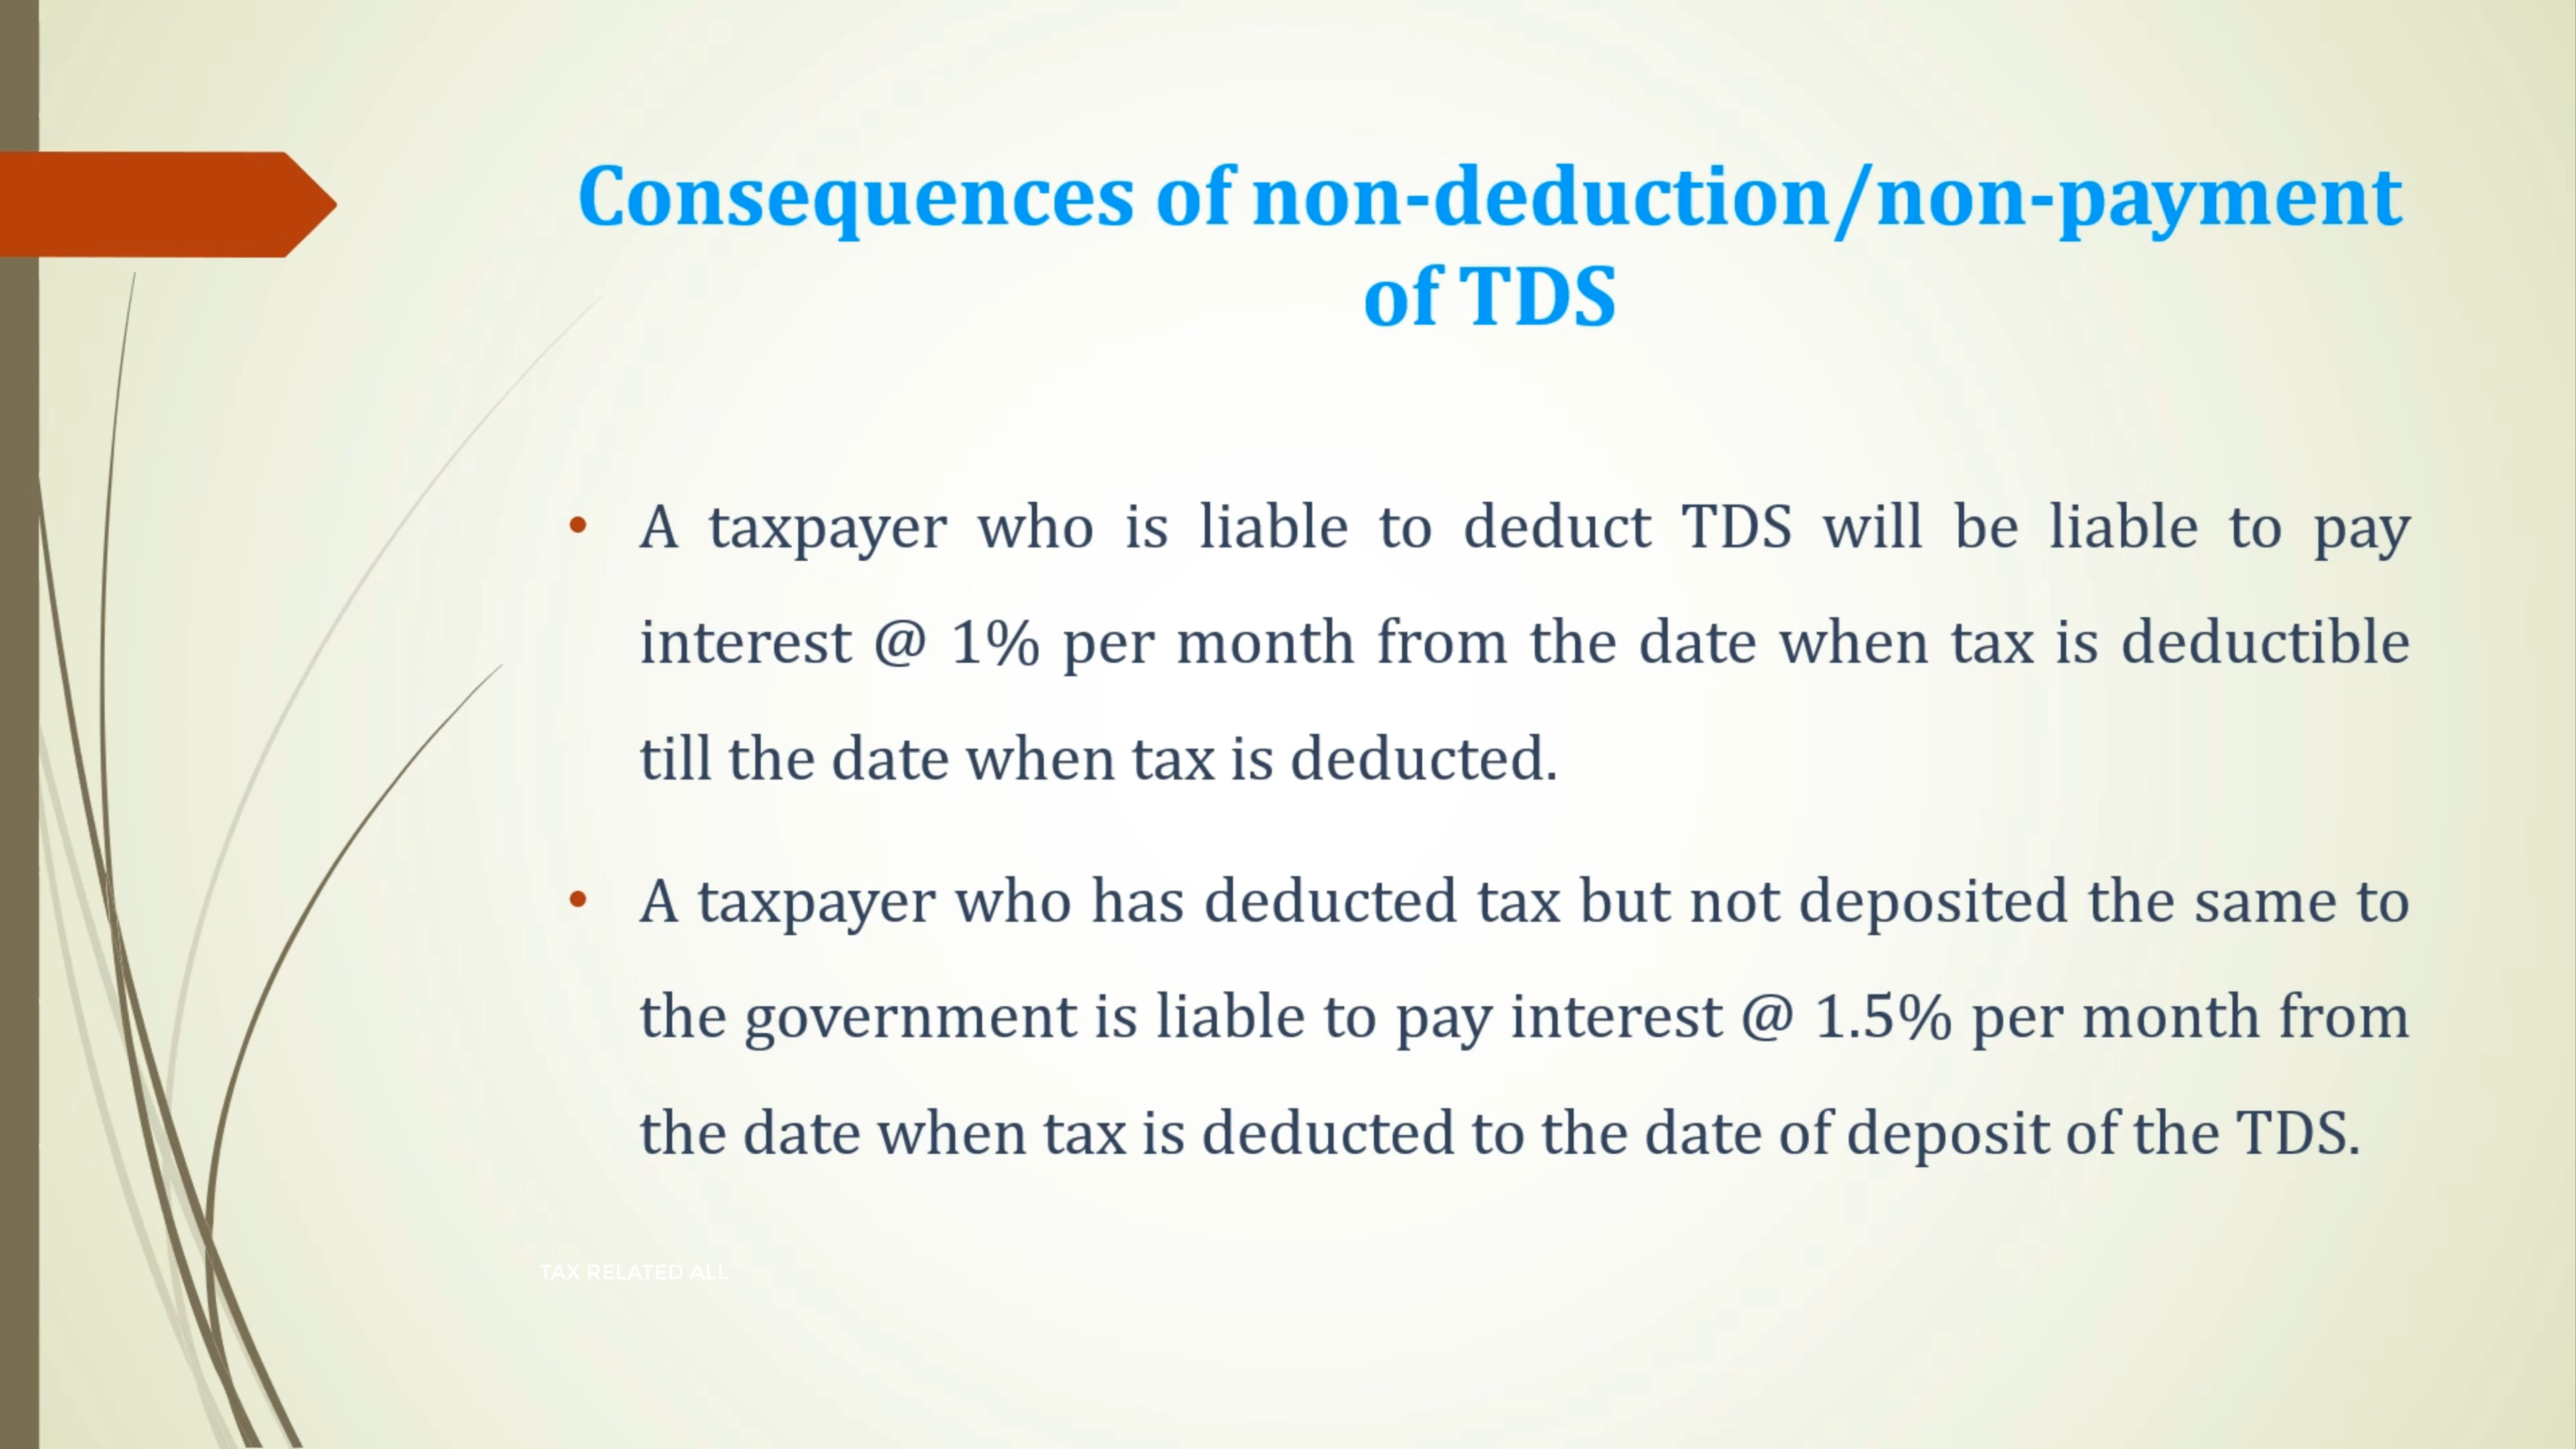 Consequences of non-deduction/non-payment
of TDS
• A taxpayer who is liable to deduct TDS will be liable to pay
interest @ 1% per month from the date when tax is deductible
till the date when tax is deducted.
• A taxpayer who has deducted tax but not deposited the same to
the government is liable to pay interest @ 1.5% per month from
the date when tax is deducted to the date of deposit of the TDS.
TAX RELATED ALL